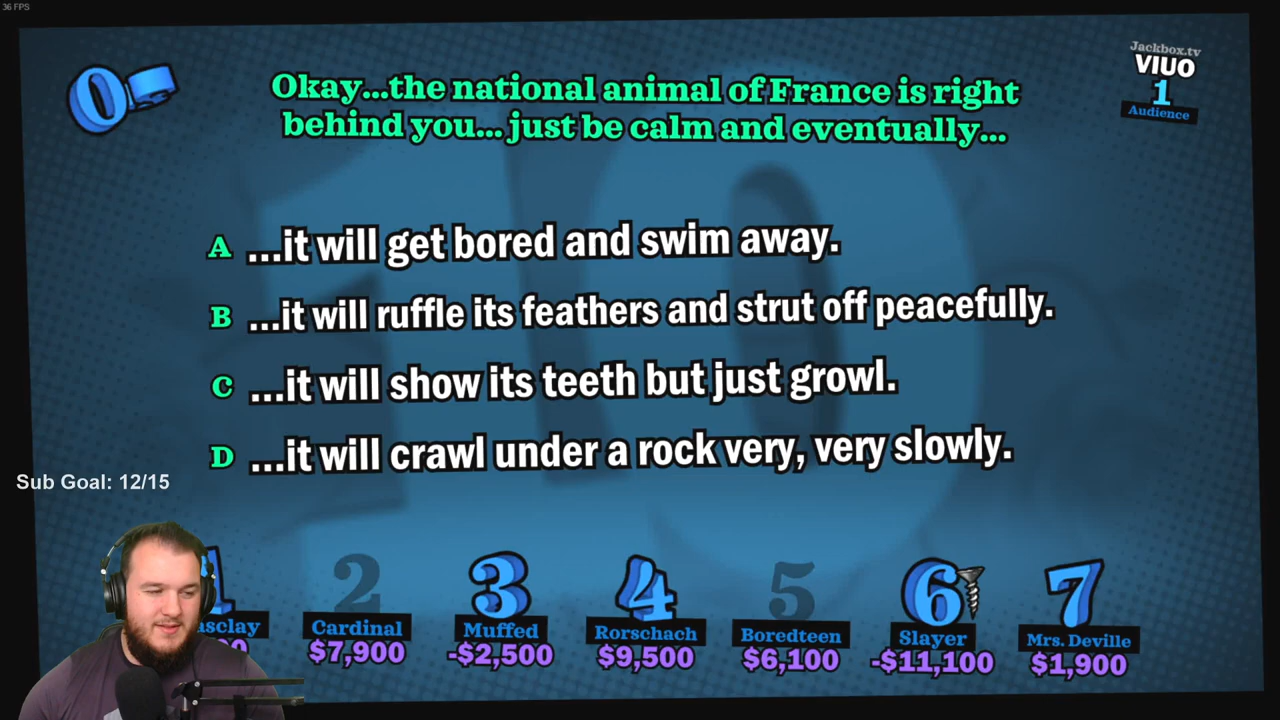 36 FPS
Jackbox.tv
VIUO
1
Audience
0
Okay...the national animal of France is right
behind you... just be calm and eventually...
A ...it will get bored and swim away.
B ...it will ruffle its feathers and strut off peacefully.
C ...it will show its teeth but just growl.
D ...it will crawl under a rock very, very slowly.
Sub Goal: 12/15
1 2 3 4 5 6 7
Cardinal Muffed Rorschach Boredteen Slayer Mrs. Deville
$7,900 -$2,500 $9,500 $6,100 -$11,100 $1,900